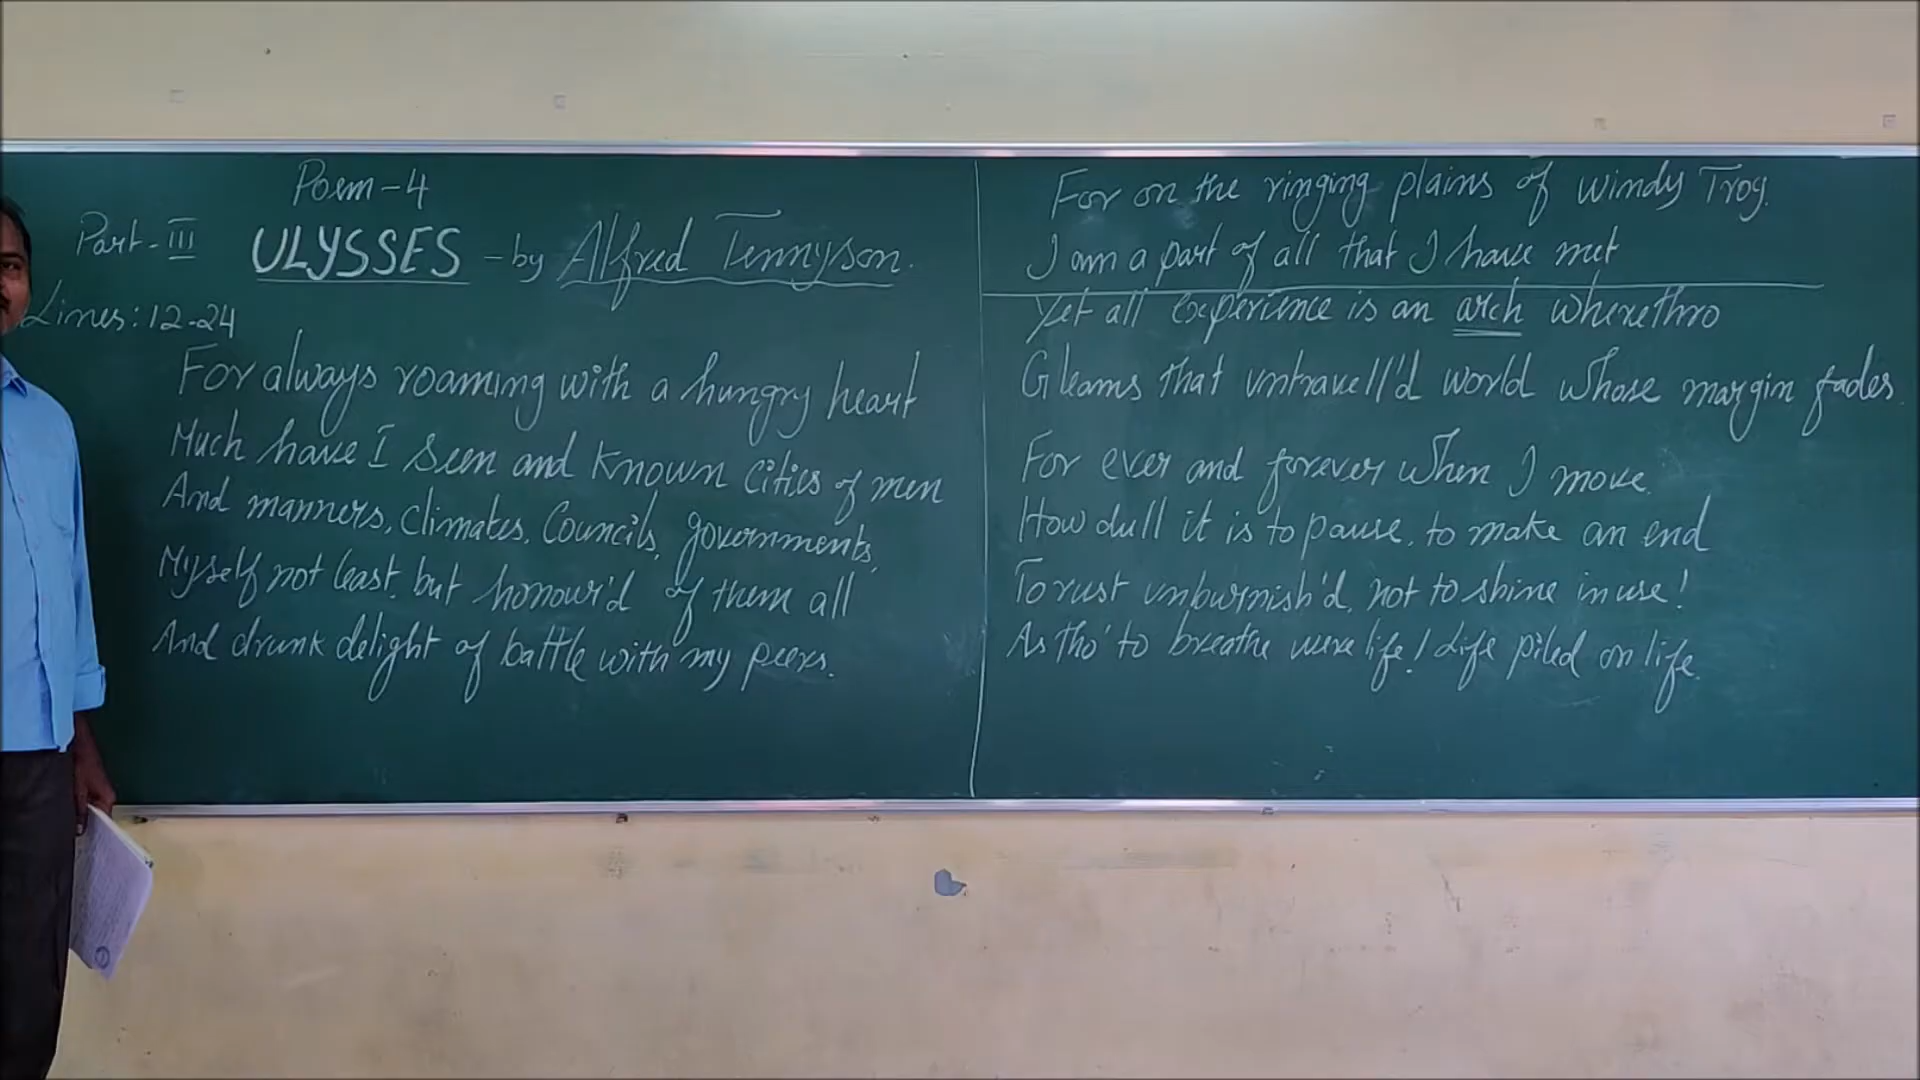 Poem-4
Part-III ULYSSES - by Alfred Tennyson.
Lines: 12-24
For always roaming with a hungry heart
Much have I seen and known Cities of men
And manners, climates, Councils, governments,
Myself not least, but honour'd of them all
And drunk delight of battle with my peers.
For on the ringing plains of windy Troy.
I am a part of all that I have met
Yet all experience is an arch wherethro
Gleams that untravell'd world whose margin fades.
For ever and forever when I move.
How dull it is to pause, to make an end
To rust unburnish'd, not to shine in use!
As tho' to breathe were life! Life piled on life.